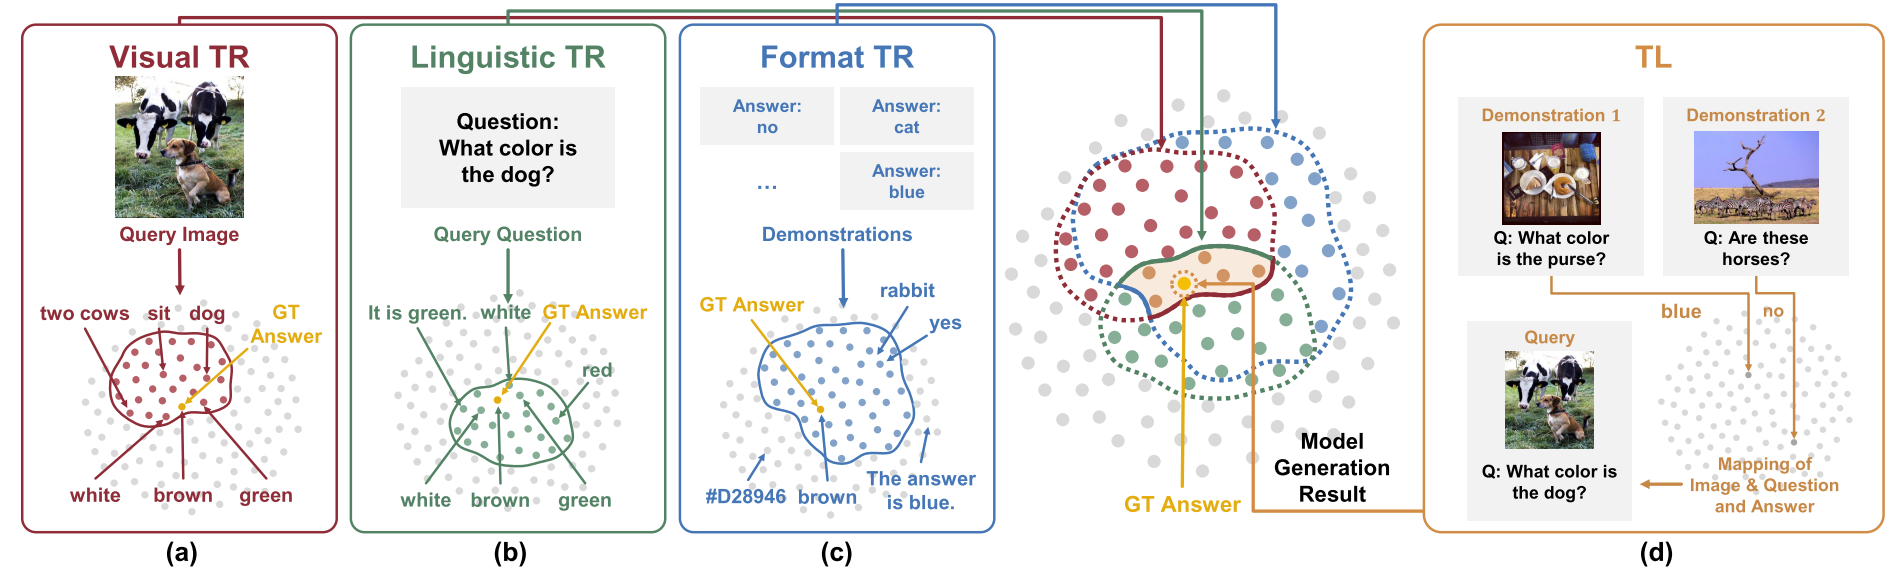 Visual TR
Query Image
two cows
sit
dog
GT
Answer
white
brown
green
(a)
Linguistic TR
Question:
What color is
the dog?
Query Question
It is green.
white
GT Answer
red
white
brown
green
(b)
Format TR
Answer:
no
Answer:
cat
...
Answer:
blue
Demonstrations
GT Answer
rabbit
yes
#D28946
brown
The answer
is blue.
(c)
GT Answer
Model
Generation
Result
TL
Demonstration 1
Q: What color
is the purse?
Demonstration 2
Q: Are these
horses?
blue
no
Query
Q: What color is
the dog?
Mapping of
Image & Question
and Answer
(d)